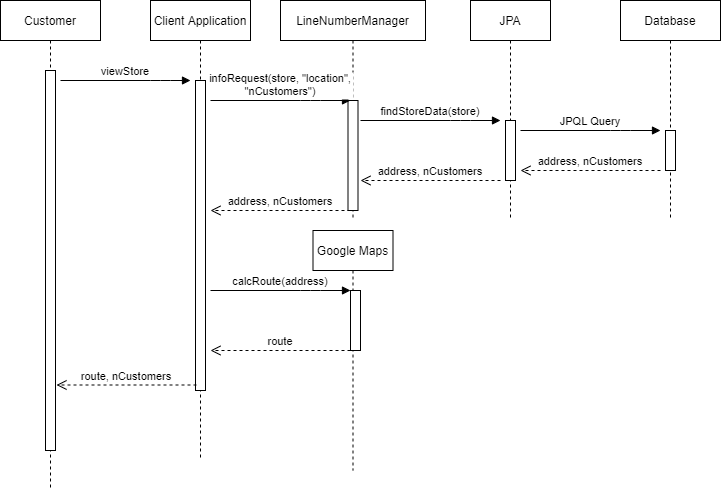 Customer
Client Application
LineNumberManager
JPA
Database
viewStore
infoRequest(store, "location",
"nCustomers")
findStoreData(store)
JPQL Query
address, nCustomers
address, nCustomers
address, nCustomers
Google Maps
calcRoute(address)
route
route, nCustomers